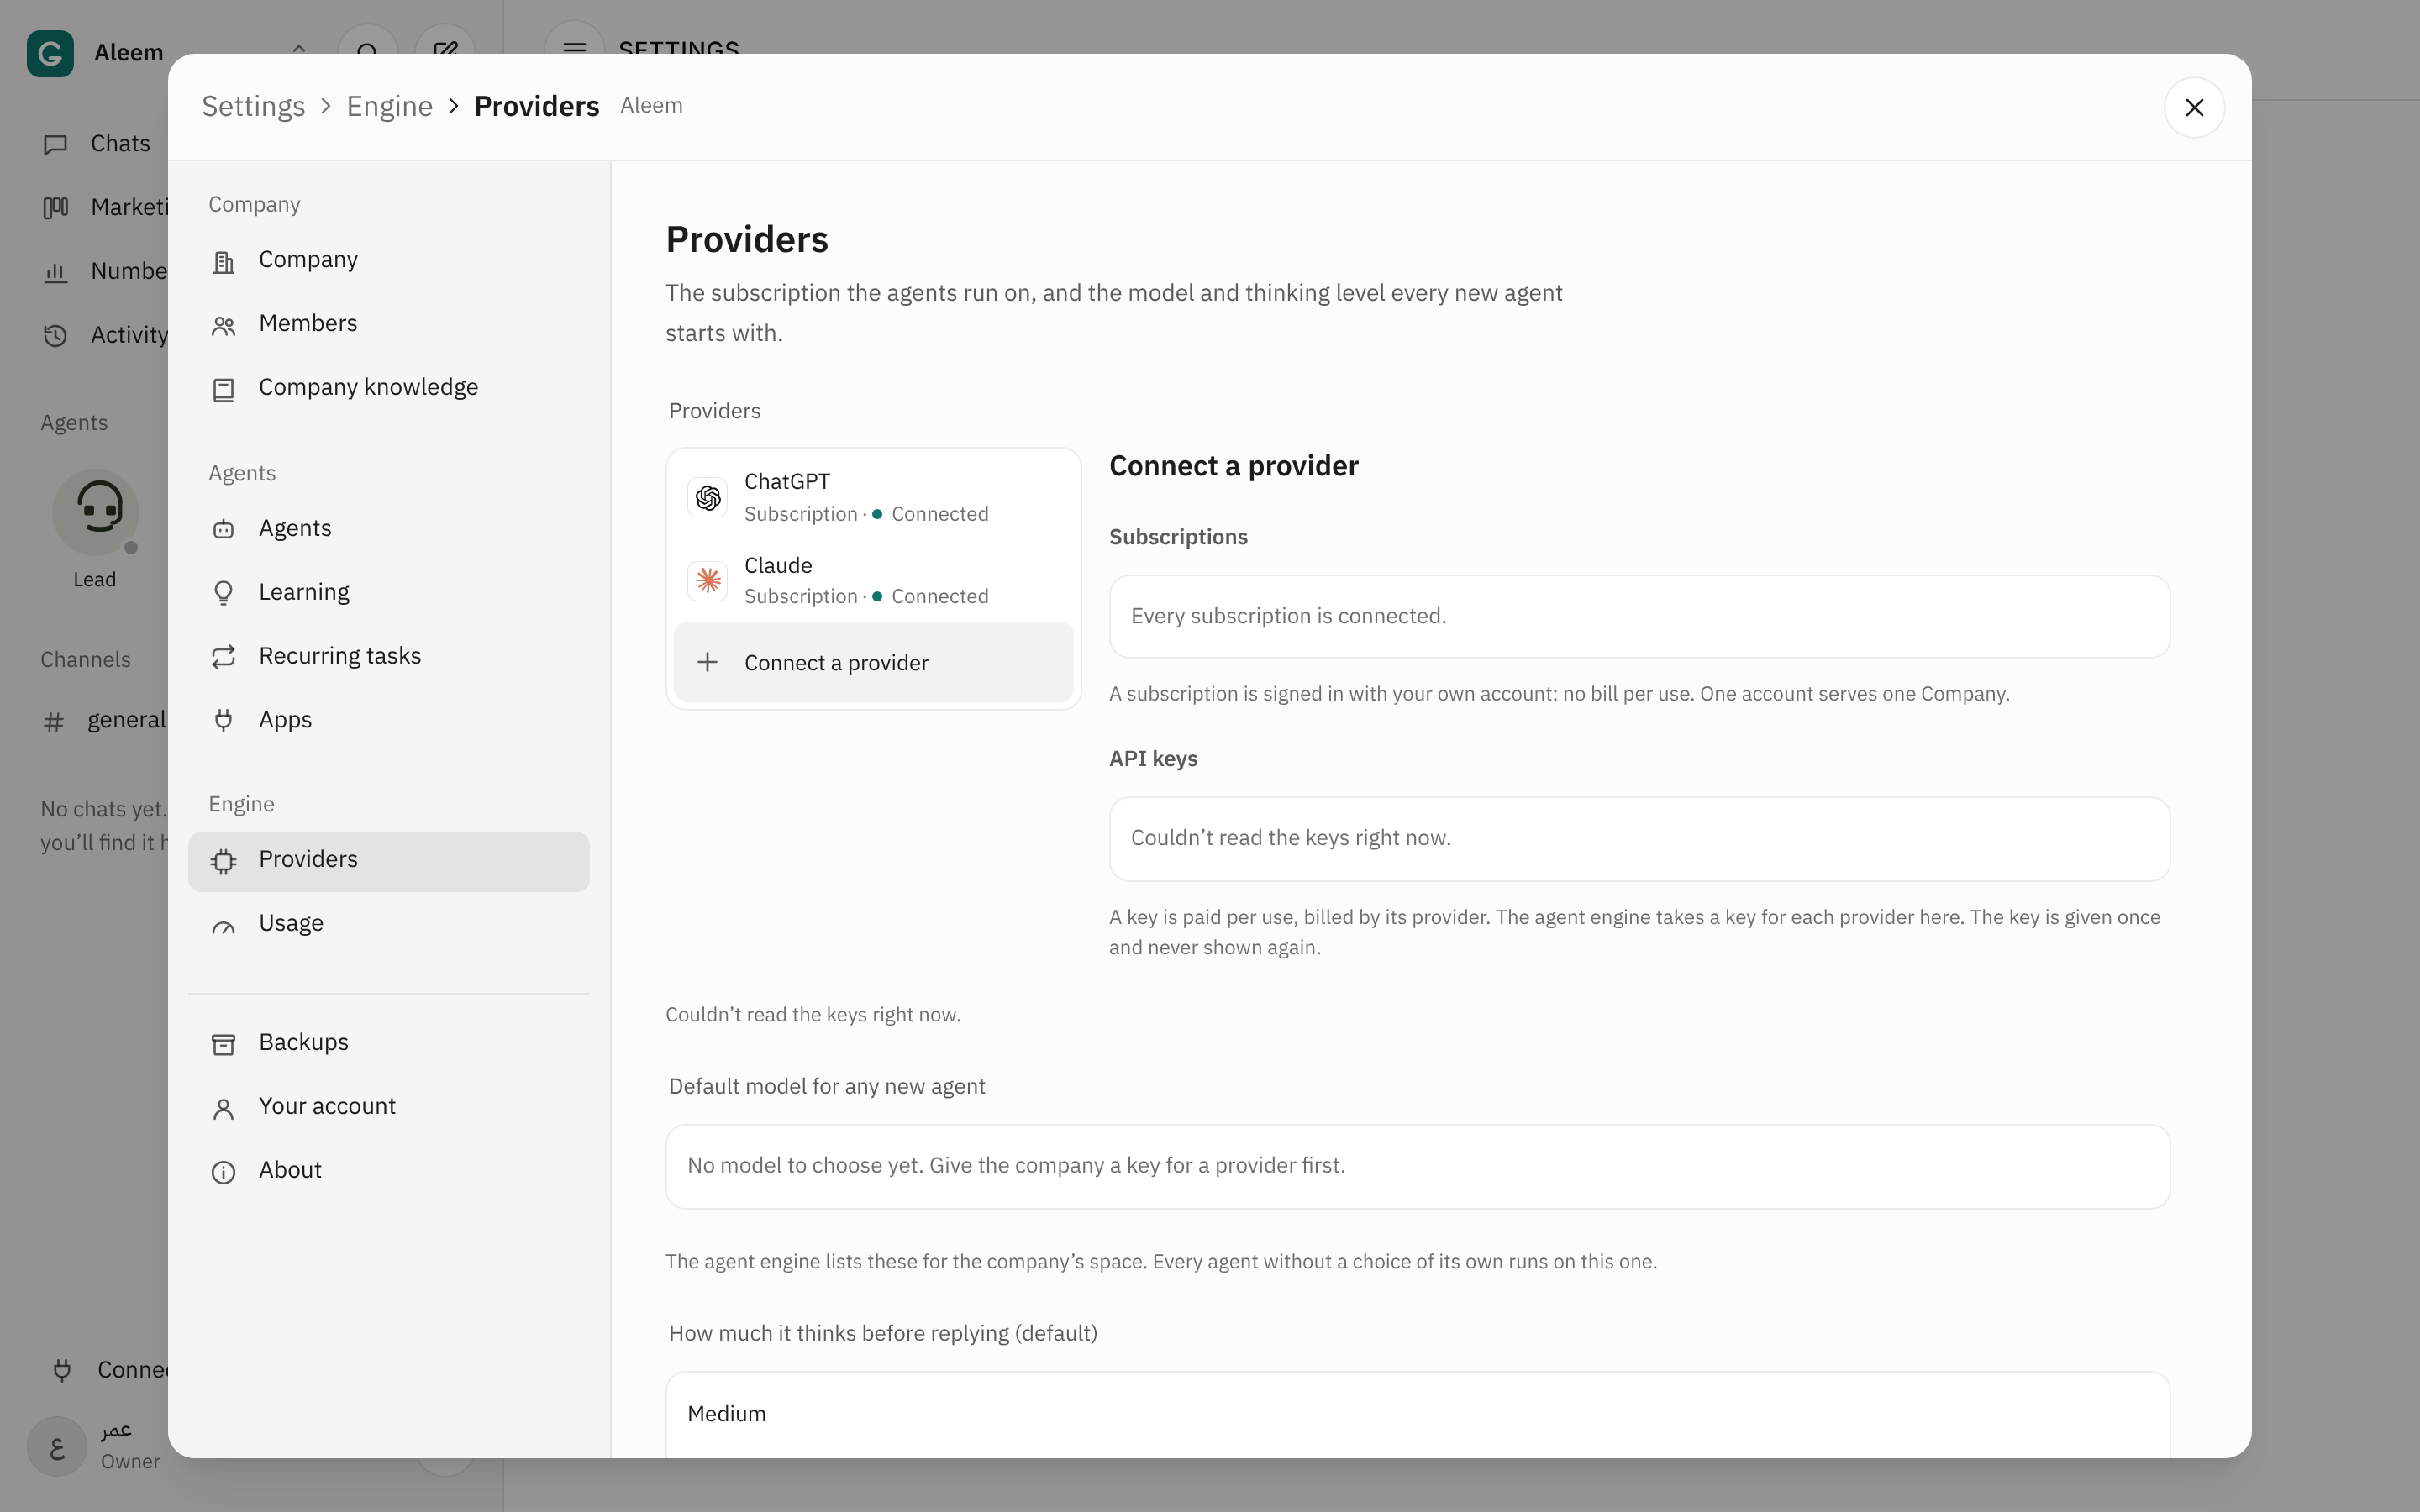 Aleem
SETTINGS
Chats
Marketi
Numbe
Activity
Agents
Lead
Channels
general
No chats yet.
you’ll find it h
Connec
ع
عمر
Owner
Settings > Engine > Providers Aleem
Company
Company
Members
Company knowledge
Agents
Agents
Learning
Recurring tasks
Apps
Engine
Providers
Usage
Backups
Your account
About
Providers
The subscription the agents run on, and the model and thinking level every new agent
starts with.
Providers
ChatGPT
Subscription · Connected
Claude
Subscription · Connected
Connect a provider
Connect a provider
Subscriptions
Every subscription is connected.
A subscription is signed in with your own account: no bill per use. One account serves one Company.
API keys
Couldn’t read the keys right now.
A key is paid per use, billed by its provider. The agent engine takes a key for each provider here. The key is given once
and never shown again.
Couldn’t read the keys right now.
Default model for any new agent
No model to choose yet. Give the company a key for a provider first.
The agent engine lists these for the company’s space. Every agent without a choice of its own runs on this one.
How much it thinks before replying (default)
Medium